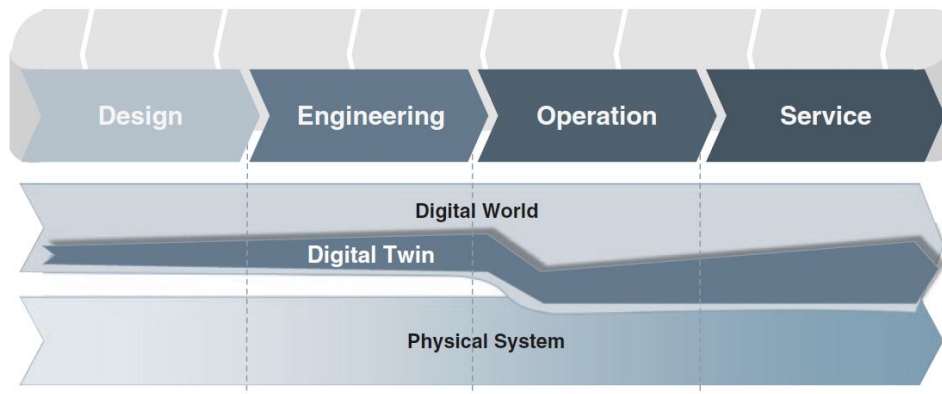 Design
Engineering
Operation
Service
Digital World
Digital Twin
Physical System